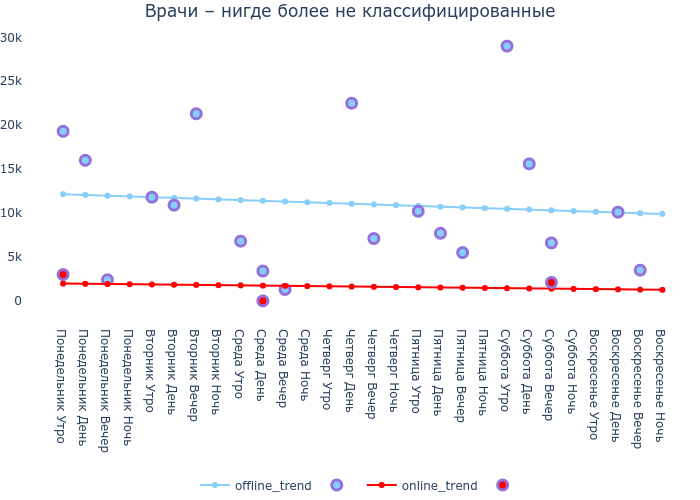 Врачи – нигде более не классифицированные
30k
25k
20k
15k
10k
5k
0
Понедельник Утро
Понедельник День
Понедельник Вечер
Понедельник Ночь
Вторник Утро
Вторник День
Вторник Вечер
Вторник Ночь
Среда Утро
Среда День
Среда Вечер
Среда Ночь
Четверг Утро
Четверг День
Четверг Вечер
Четверг Ночь
Пятница Утро
Пятница День
Пятница Вечер
Пятница Ночь
Суббота Утро
Суббота День
Суббота Вечер
Суббота Ночь
Воскресенье Утро
Воскресенье День
Воскресенье Вечер
Воскресенье Ночь
offline_trend
online_trend